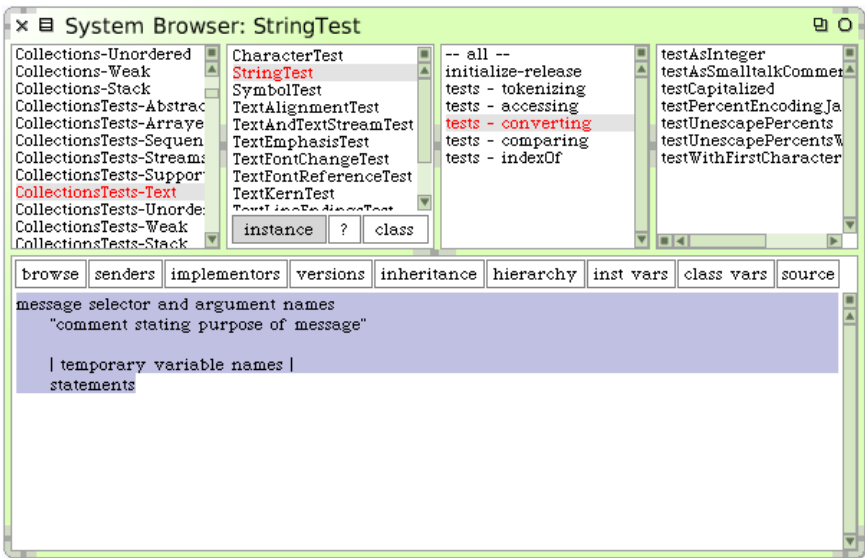 System Browser: StringTest
Collections-Unordered
Collections-Weak
Collections-Stack
CollectionsTests-Abstrac
CollectionsTests-Arraye
CollectionsTests-Sequen
CollectionsTests-Streams
CollectionsTests-Suppor
CollectionsTests-Text
CollectionsTests-Unorde
CollectionsTests-Weak
CollectionsTests-Stack
CharacterTest
StringTest
SymbolTest
TextAlignmentTest
TextAndTextStreamTest
TextEmphasisTest
TextFontChangeTest
TextFontReferenceTest
TextKernTest
TextLineEndingsTest
instance ? class
-- all --
initialize-release
tests - tokenizing
tests - accessing
tests - converting
tests - comparing
tests - indexOf
testAsInteger
testAsSmalltalkCommen
testCapitalized
testPercentEncodingJa
testUnescapePercents
testUnescapePercentsW
testWithFirstCharacter
browse senders implementors versions inheritance hierarchy inst vars class vars source
message selector and argument names
"comment stating purpose of message"
| temporary variable names |
statements